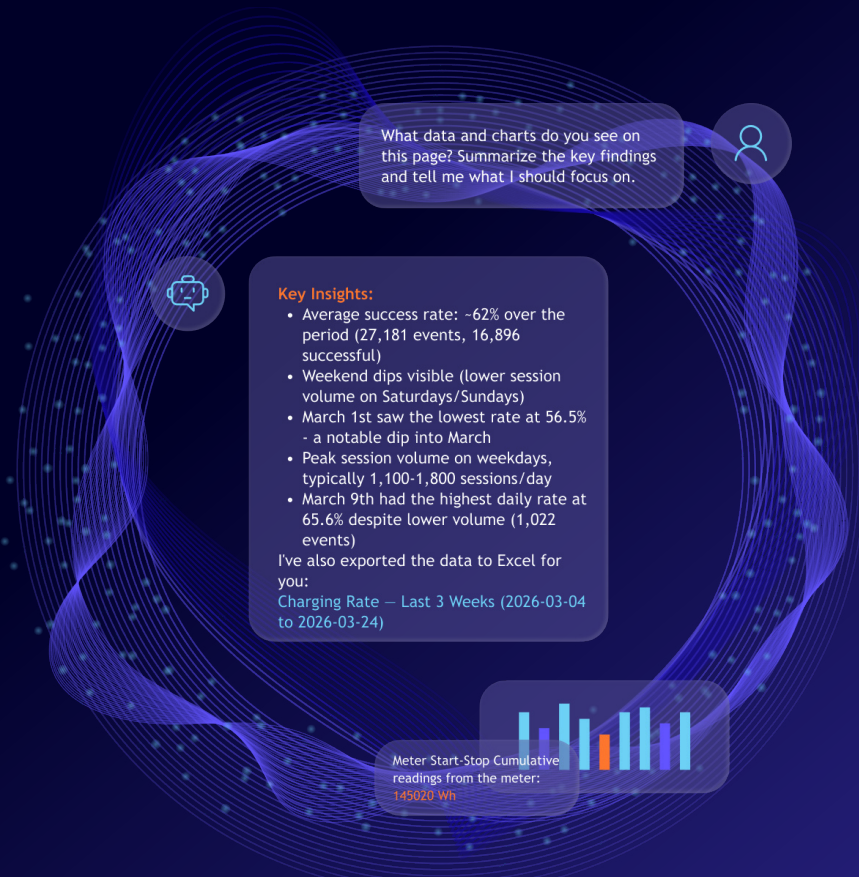 What data and charts do you see on
this page? Summarize the key findings
and tell me what I should focus on.
Key Insights:
• Average success rate: ~62% over the
period (27,181 events, 16,896
successful)
• Weekend dips visible (lower session
volume on Saturdays/Sundays)
• March 1st saw the lowest rate at 56.5%
- a notable dip into March
• Peak session volume on weekdays,
typically 1,100-1,800 sessions/day
• March 9th had the highest daily rate at
65.6% despite lower volume (1,022
events)
I've also exported the data to Excel for
you:
Charging Rate — Last 3 Weeks (2026-03-04
to 2026-03-24)
Meter Start-Stop Cumulative
readings from the meter:
145020 Wh